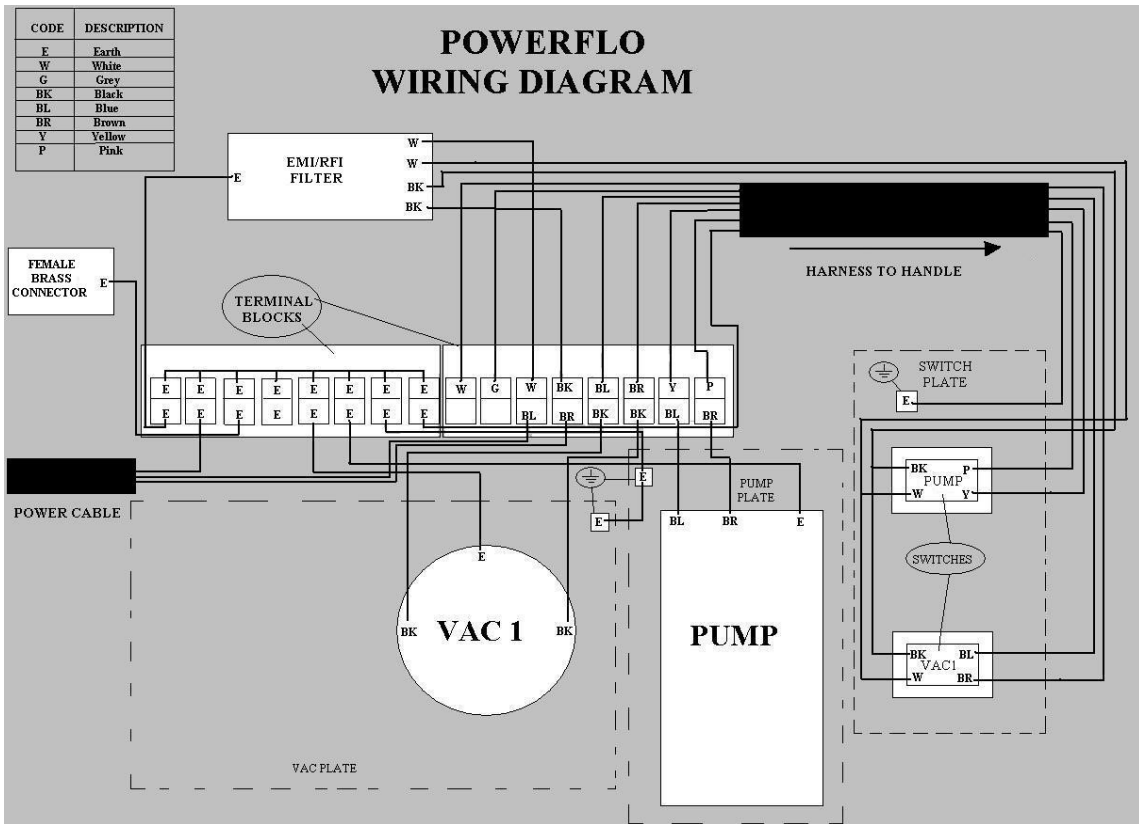 POWERFLO
WIRING DIAGRAM
CODE DESCRIPTION
E Earth
W White
G Grey
BK Black
BL Blue
BR Brown
Y Yellow
P Pink
EMI/RFI
FILTER
E
W
W
BK
BK
FEMALE
BRASS
CONNECTOR
E
HARNESS TO HANDLE
TERMINAL
BLOCKS
E E E E E E E E W G W BK BL BR Y P
E E E E E E E E BL BR BK BK BL BR
SWITCH
PLATE
E
POWER CABLE
E
E
PUMP
PLATE
BK P
PUMP
W Y
SWITCHES
BK BL
VAC1
W BR
BL BR E
PUMP
E
BK VAC 1 BK
VAC PLATE